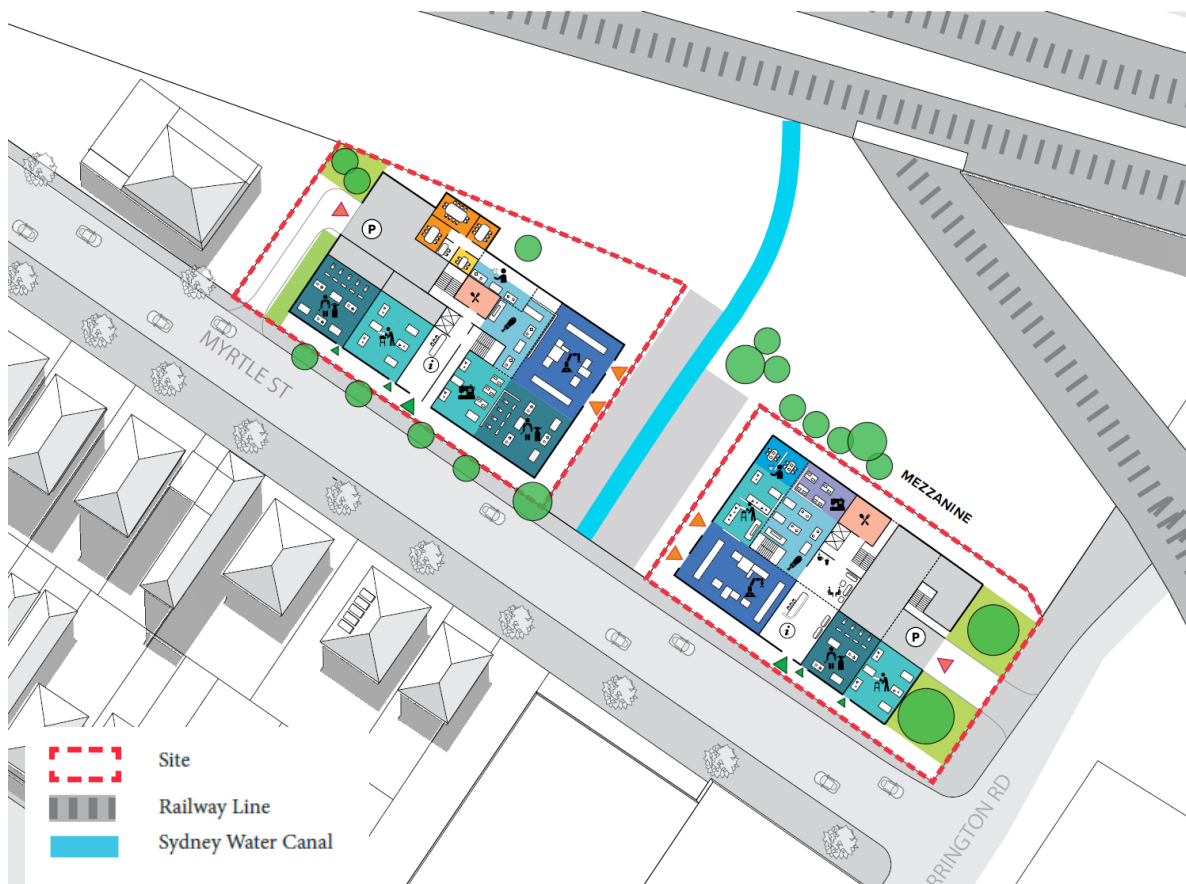 P
i
MYRTLE ST
MEZZANINE
i
P
RRINGTON RD
Site
Railway Line
Sydney Water Canal